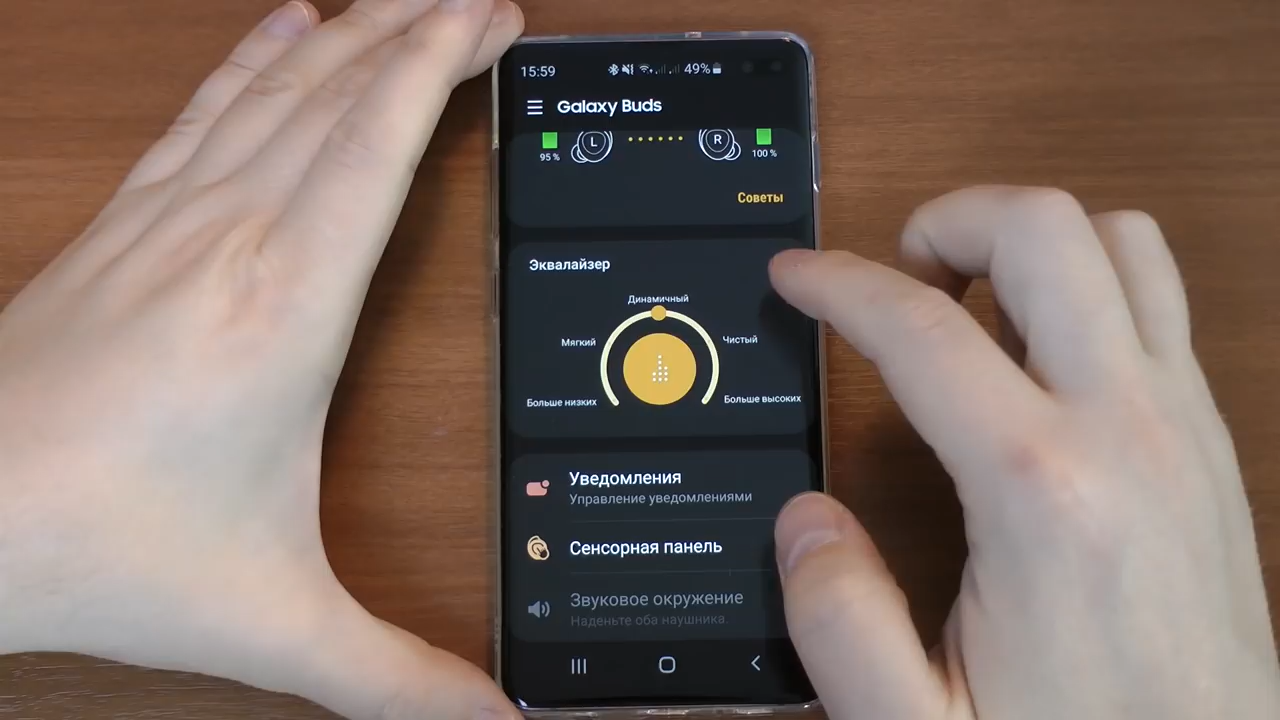 15:59
49%
Galaxy Buds
L
R
95 %
100 %
Советы
Эквалайзер
Динамичный
Мягкий
Чистый
Больше низких
Больше высоких
Уведомления
Управление уведомлениями
Сенсорная панель
Звуковое окружение
Наденьте оба наушника.